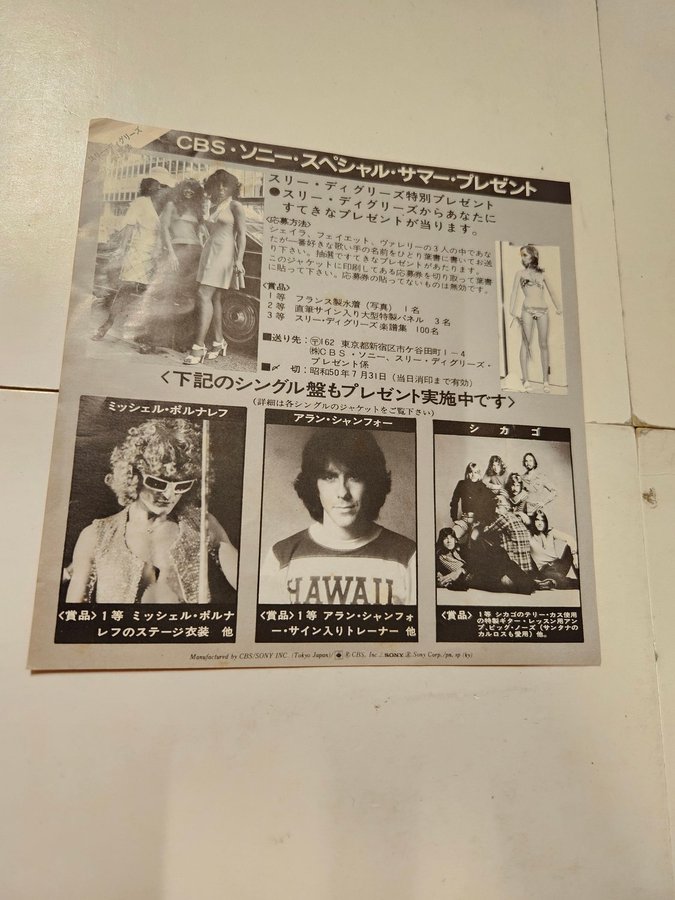 CBS・ソニー・スペシャル・サマー・プレゼント
スリー・ディグリーズ特別プレゼント
●スリー・ディグリーズからあなたに
すてきなプレゼントが当ります。
〈応募方法〉
シェイラ、フェイエット、ヴァレリーの3人の中であな
たが一番好きな歌い手の名前をひとり葉書に書いてお送
り下さい。抽選ですてきなプレゼントがあたります。
このジャケットに印刷してある応募券を切り取って葉書
に貼って下さい。応募券の貼ってないものは無効です。
〈賞品〉
1等 フランス製水着(写真) 1名
2等 直筆サイン入り大型特製パネル 3名
3等 スリー・ディグリーズ楽譜集 100名
■送り先:〒162 東京都新宿区市ケ谷田町1-4
㈱CBS・ソニー、スリー・ディグリーズ・
プレゼント係
■〆 切:昭和50年7月31日(当日消印まで有効)
〈下記のシングル盤もプレゼント実施中です〉
(詳細は各シングルのジャケットをご覧下さい)
ミッシェル・ポルナレフ
〈賞品〉1等 ミッシェル・ポルナ
レフのステージ衣装 他
アラン・シャンフォー
HAWAII
〈賞品〉1等 アラン・シャンフォ
ー・サイン入りトレーナー 他
シカゴ
〈賞品〉1等 シカゴのテリー・カス使用
の特製ギター・レッスン用アン
プ、ピッグ・ノーズ(サンタナの
カルロスも愛用)他。
Manufactured by CBS/SONY INC. (Tokyo Japan)/ ® CBS, Inc./ SONY ® Sony Corp./pn, sp (ky)